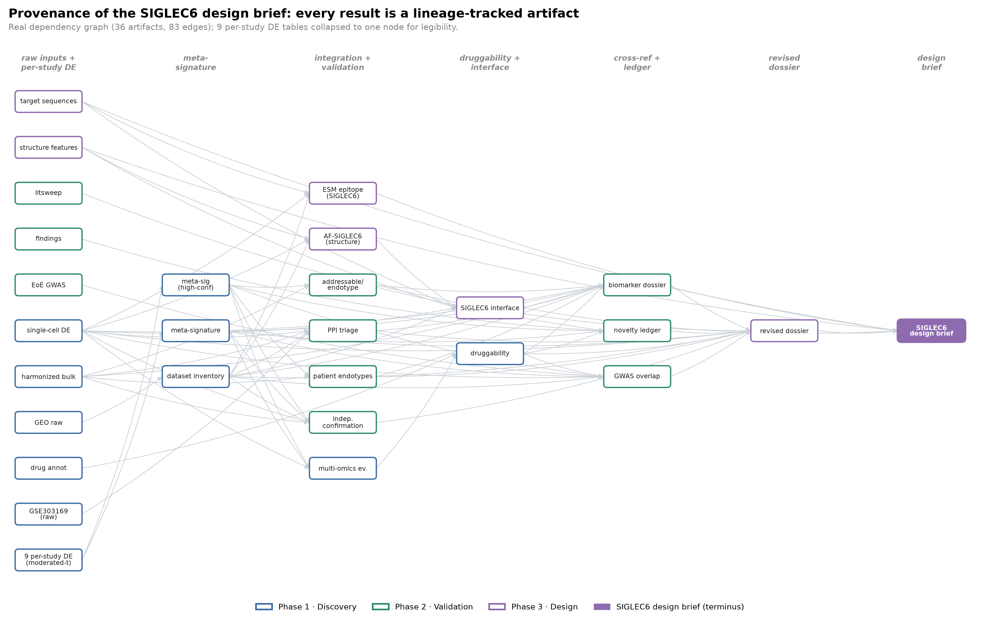 Provenance of the SIGLEC6 design brief: every result is a lineage-tracked artifact
Real dependency graph (36 artifacts, 83 edges); 9 per-study DE tables collapsed to one node for legibility.
raw inputs +
per-study DE
meta-
signature
integration +
validation
druggability +
interface
cross-ref +
ledger
revised
dossier
design
brief
target sequences
structure features
litsweep
findings
EoE GWAS
single-cell DE
harmonized bulk
GEO raw
drug annot
GSE303169
(raw)
9 per-study DE
(moderated-t)
meta-sig
(high-conf)
meta-signature
dataset inventory
ESM epitope
(SIGLEC6)
AF-SIGLEC6
(structure)
addressable/
endotype
PPI triage
patient endotypes
indep.
confirmation
multi-omics ev.
SIGLEC6 interface
druggability
biomarker dossier
novelty ledger
GWAS overlap
revised dossier
SIGLEC6
design brief
Phase 1 · Discovery
Phase 2 · Validation
Phase 3 · Design
SIGLEC6 design brief (terminus)